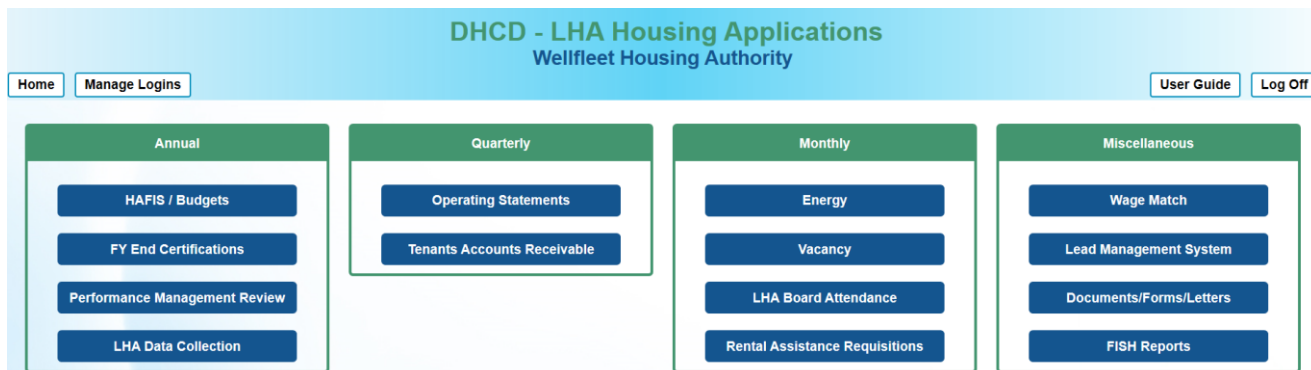 DHCD - LHA Housing Applications
Wellfleet Housing Authority
Home
Manage Logins
User Guide
Log Off
Annual
HAFIS / Budgets
FY End Certifications
Performance Management Review
LHA Data Collection
Quarterly
Operating Statements
Tenants Accounts Receivable
Monthly
Energy
Vacancy
LHA Board Attendance
Rental Assistance Requisitions
Miscellaneous
Wage Match
Lead Management System
Documents/Forms/Letters
FISH Reports